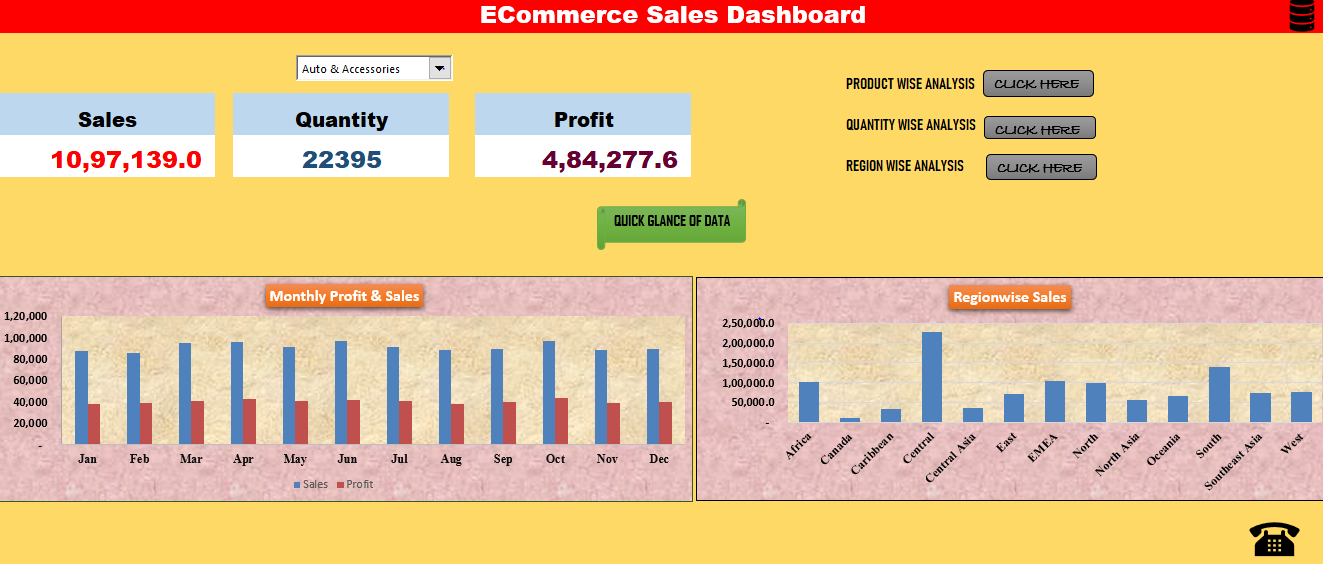 ECommerce Sales Dashboard
Auto & Accessories
Sales
10,97,139.0
Quantity
22395
Profit
4,84,277.6
PRODUCT WISE ANALYSIS CLICK HERE
QUANTITY WISE ANALYSIS CLICK HERE
REGION WISE ANALYSIS CLICK HERE
QUICK GLANCE OF DATA
Monthly Profit & Sales
1,20,000
1,00,000
80,000
60,000
40,000
20,000
-
Jan Feb Mar Apr May Jun Jul Aug Sep Oct Nov Dec
Sales Profit
Regionwise Sales
2,50,000.0
2,00,000.0
1,50,000.0
1,00,000.0
50,000.0
-
Africa Canada Caribbean Central Central Asia East EMEA North North Asia Oceania South Southeast Asia West